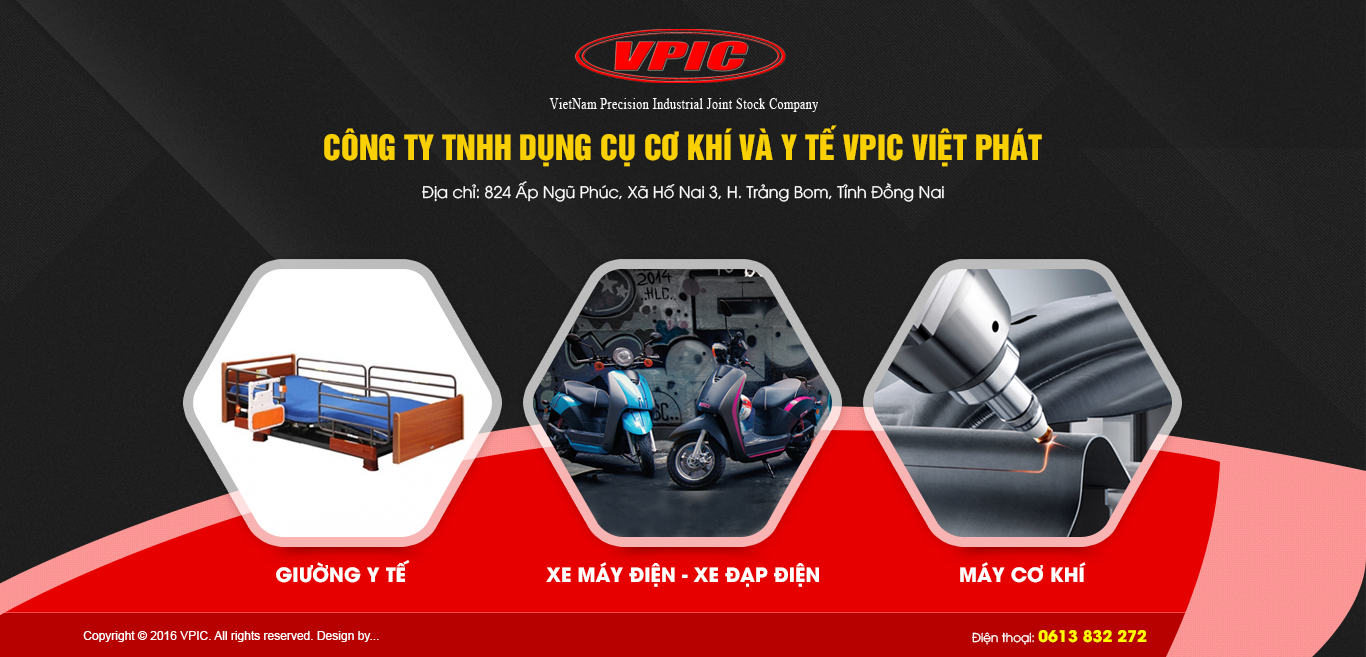 VPIC
VietNam Precision Industrial Joint Stock Company
CÔNG TY TNHH DỤNG CỤ CƠ KHÍ VÀ Y TẾ VPIC VIỆT PHÁT
Địa chỉ: 824 Ấp Ngũ Phúc, Xã Hố Nai 3, H. Trảng Bom, Tỉnh Đồng Nai
2014
..HLC..
GIƯỜNG Y TẾ
XE MÁY ĐIỆN - XE ĐẠP ĐIỆN
MÁY CƠ KHÍ
Copyright © 2016 VPIC. All rights reserved. Design by...
Điện thoại: 0613 832 272